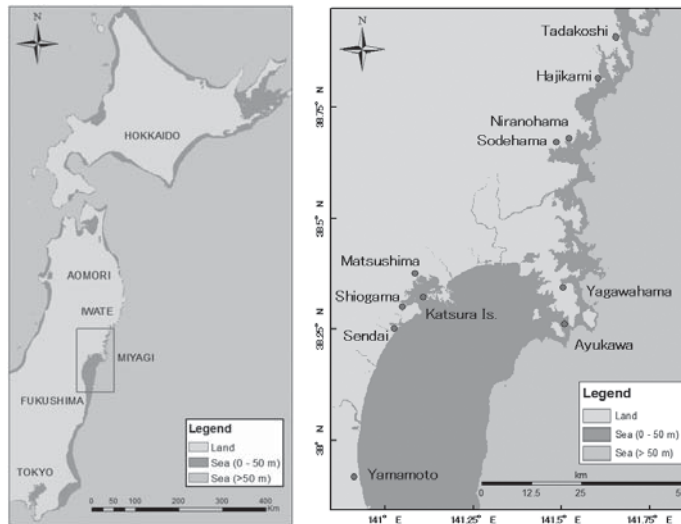 N
HOKKAIDO
AOMORI
IWATE
MIYAGI
FUKUSHIMA
TOKYO
Legend
Land
Sea (0 - 50 m)
Sea (>50 m)
0 100 200 300 400
Km
N
Tadakoshi
Hajikami
Niranohama
Sodehama
Matsushima
Shiogama
Katsura Is.
Sendai
Yagawahama
Ayukawa
Yamamoto
38.75° N
38.5° N
38.25° N
39° N
Legend
Land
Sea (0 - 50 m)
Sea (> 50 m)
0 12.5 25 50
Km
141° E 141.25° E 141.5° E 141.75° E